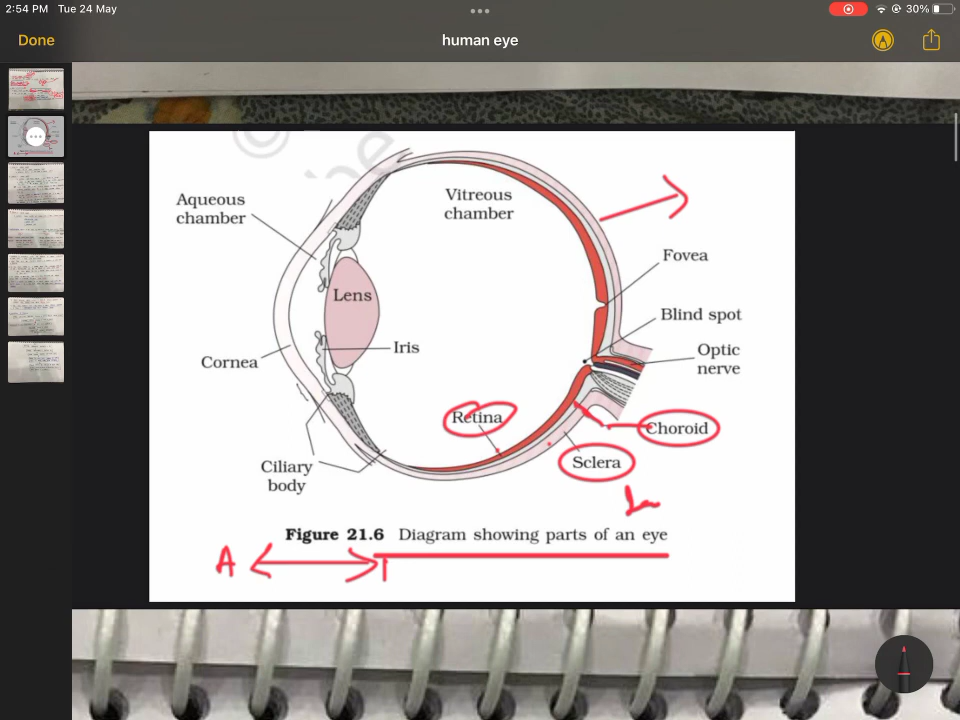 2:54 PM Tue 24 May
30%
Done
human eye
Aqueous
chamber
Vitreous
chamber
Fovea
Lens
Blind spot
Iris
Optic
nerve
Cornea
Retina
Choroid
Sclera
Ciliary
body
Figure 21.6 Diagram showing parts of an eye
A